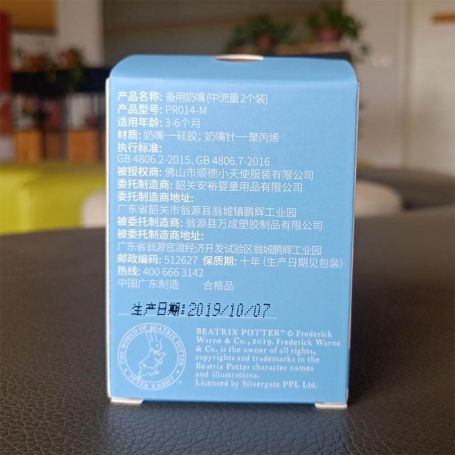 产品名称: 备用奶嘴(中流量2个装)
产品型号: PR014-M
适用年龄: 3-6个月
材质: 奶嘴—硅胶; 奶嘴针—聚丙烯
执行标准:
GB 4806.2-2015、GB 4806.7-2016
被授权商: 佛山市顺德小天使服装有限公司
委托制造商: 韶关安裕婴童用品有限公司
委托制造商地址:
广东省韶关市翁源县翁城镇鹏辉工业园
被委托制造商: 翁源县万成塑胶制品有限公司
被委托制造商地址:
广东省翁源官渡经济开发试验区翁城鹏辉工业园
邮政编码: 512627 保质期: 十年 (生产日期见包装)
热线: 400 666 3142
中国广东制造 合格品
生产日期:2019/10/07
THE WORLD OF BEATRIX POTTER
PETER RABBIT
BEATRIX POTTER™ © Frederick
Warne & Co., 2019. Frederick Warne
& Co. is the owner of all rights,
copyrights and trademarks in the
Beatrix Potter character names
and illustrations.
Licensed by Silvergate PPL Ltd.